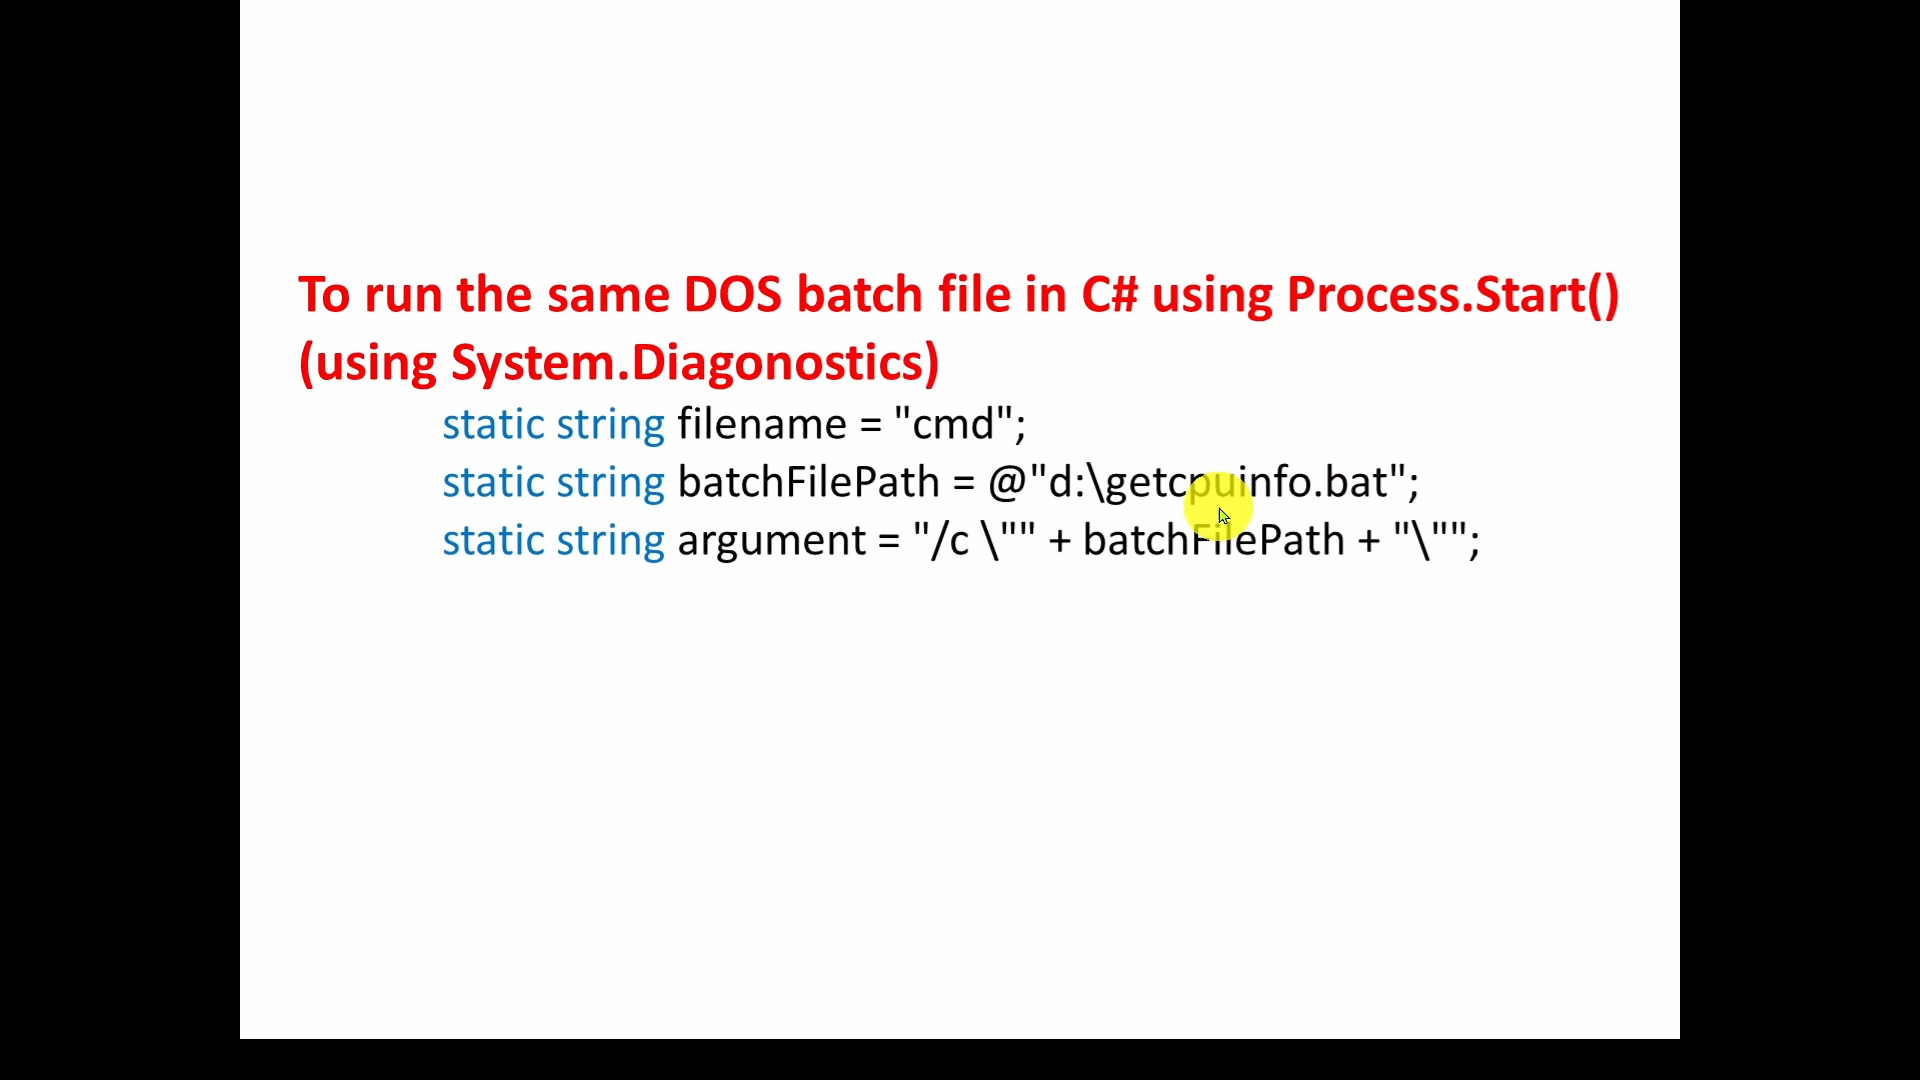 To run the same DOS batch file in C# using Process.Start()
(using System.Diagonostics)
static string filename = "cmd";
static string batchFilePath = @"d:\getcpuinfo.bat";
static string argument = "/c \"" + batchFilePath + "\"";